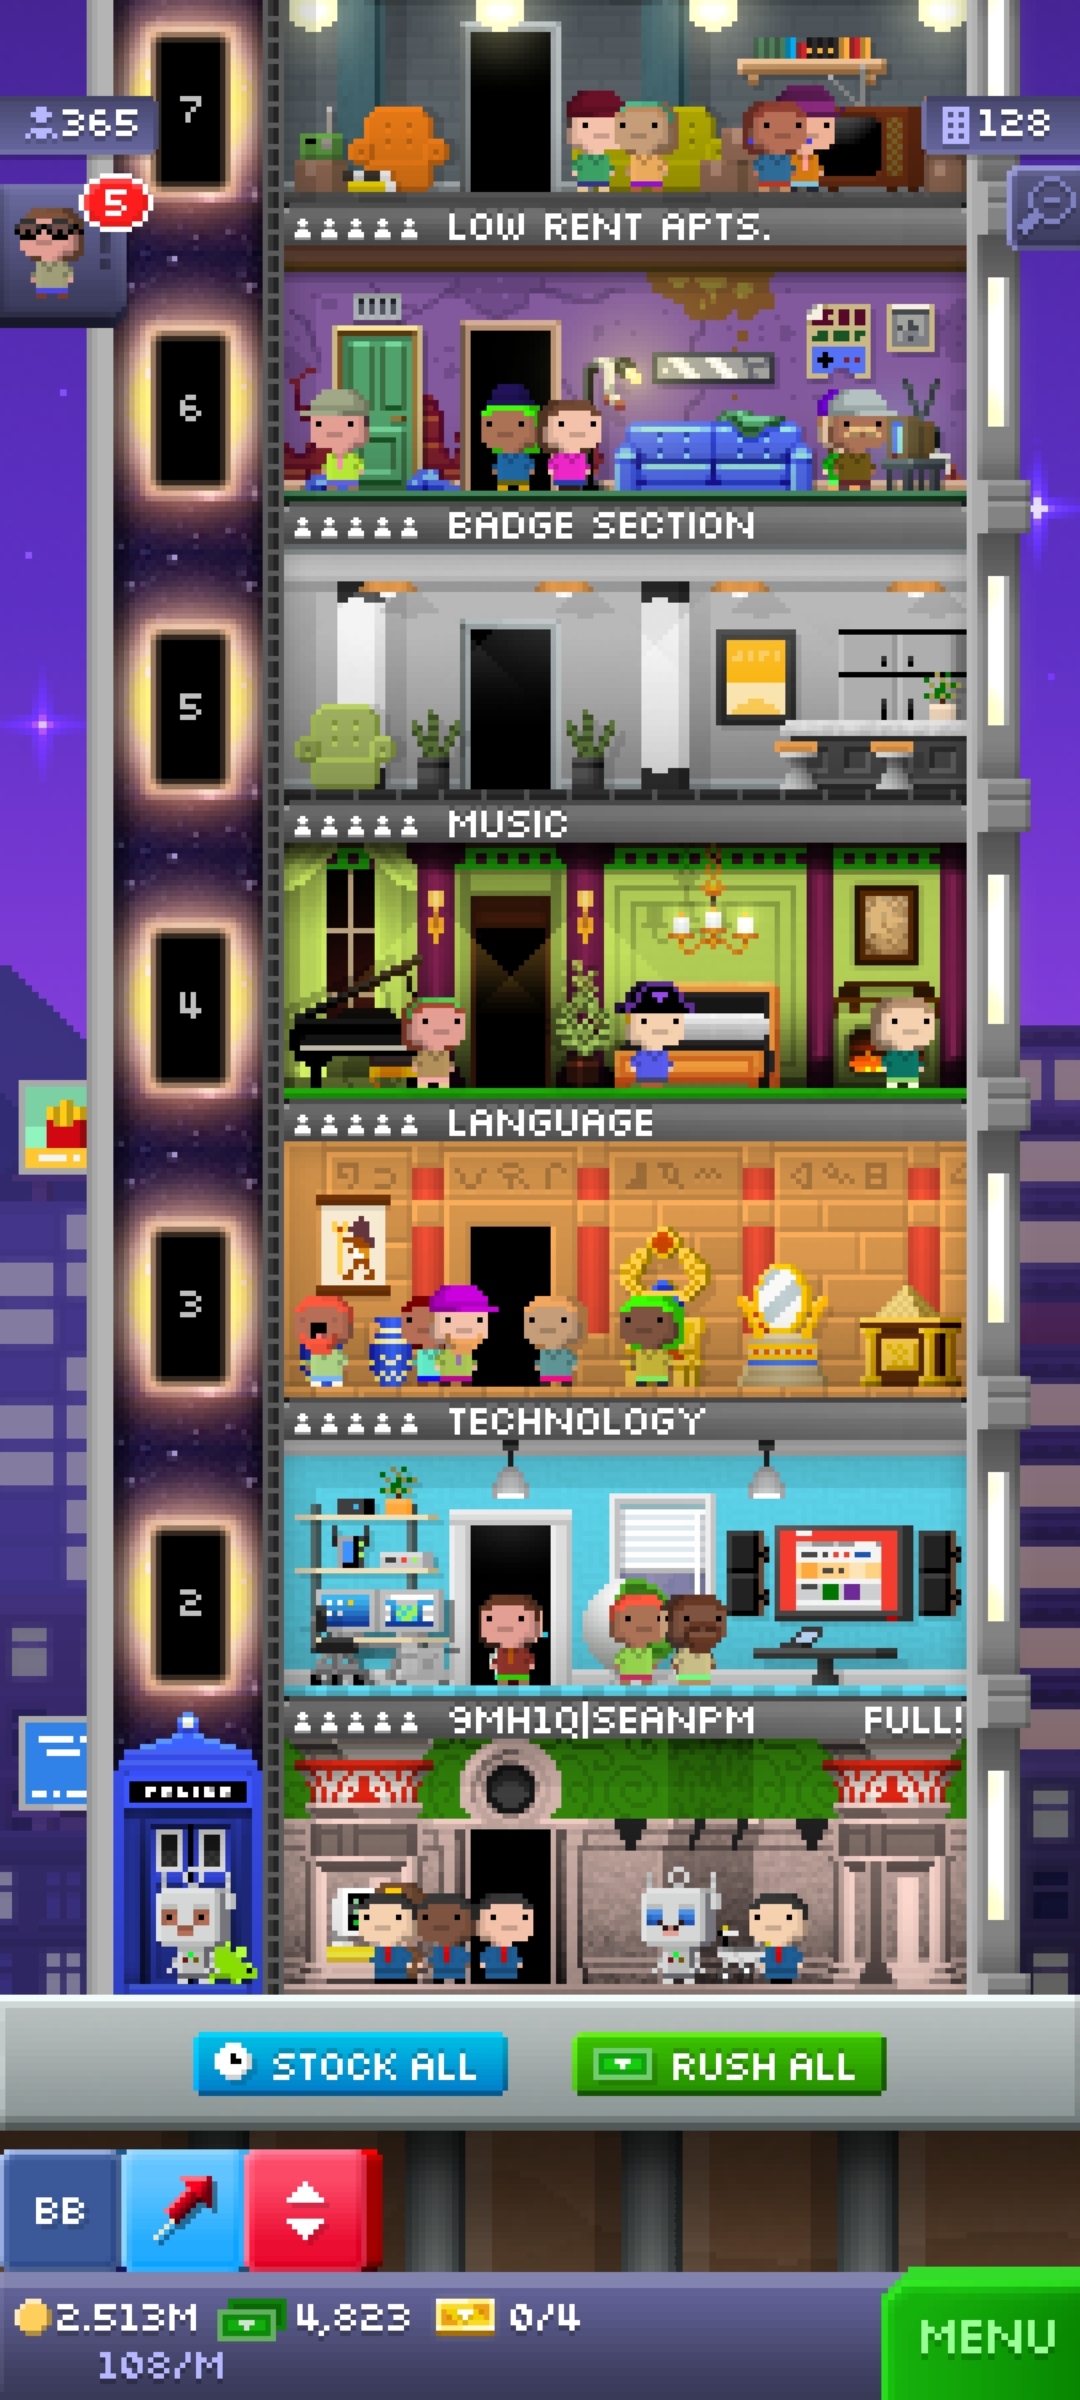 7
365
128
5
LOW RENT APTS.
6
BADGE SECTION
5
MUSIC
4
LANGUAGE
3
TECHNOLOGY
2
9MH1Q|SEANPM FULL!
POLICE
STOCK ALL
RUSH ALL
BB
2.513M 4,823 0/4
108/M
MENU